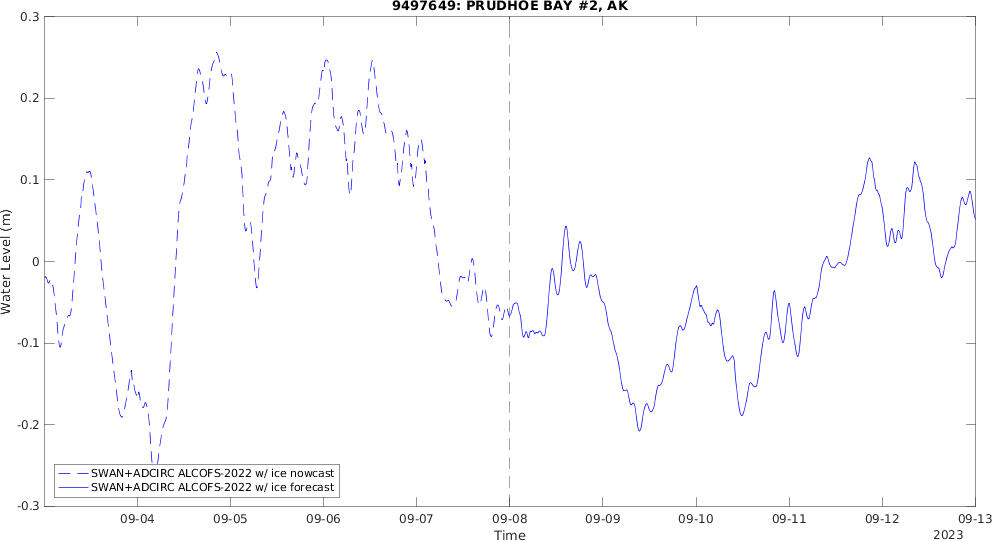 9497649: PRUDHOE BAY #2, AK
0.3
0.2
0.1
0
-0.1
-0.2
-0.3
Water Level (m)
SWAN+ADCIRC ALCOFS-2022 w/ ice nowcast
SWAN+ADCIRC ALCOFS-2022 w/ ice forecast
09-04 09-05 09-06 09-07 09-08 09-09 09-10 09-11 09-12 09-13
Time
2023